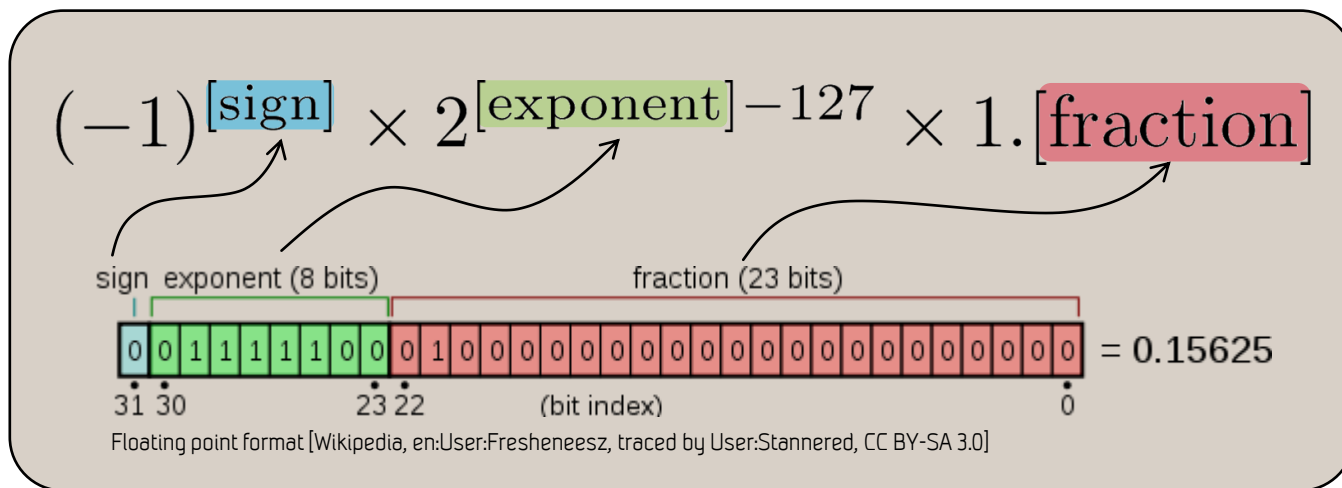 (−1)^[sign] × 2^[exponent]−127 × 1.[fraction]
sign exponent (8 bits) fraction (23 bits)
0 0 1 1 1 1 1 0 0 0 1 0 0 0 0 0 0 0 0 0 0 0 0 0 0 0 0 0 0 0 0 0 = 0.15625
31 30 23 22 (bit index) 0
Floating point format [Wikipedia, en:User:Fresheneesz, traced by User:Stannered, CC BY-SA 3.0]